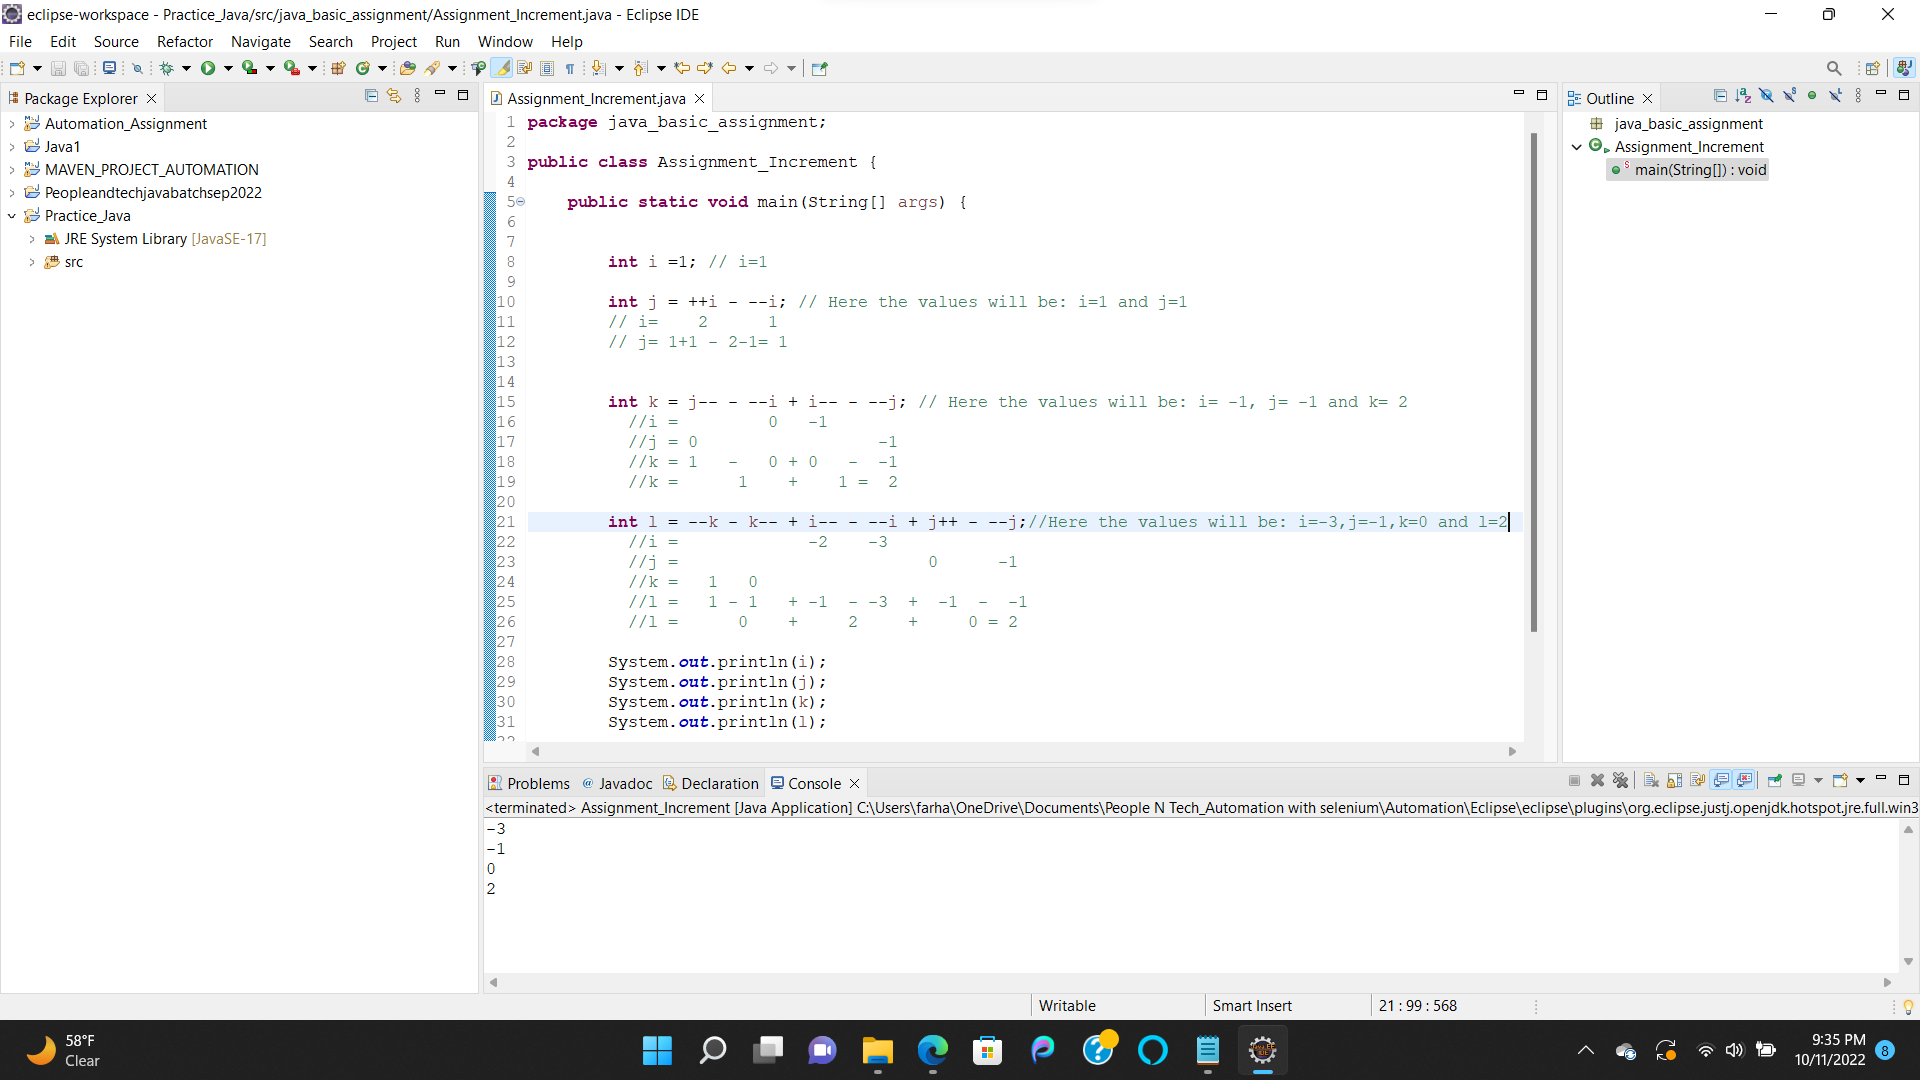 eclipse-workspace - Practice_Java/src/java_basic_assignment/Assignment_Increment.java - Eclipse IDE
File Edit Source Refactor Navigate Search Project Run Window Help
Package Explorer
Automation_Assignment
Java1
MAVEN_PROJECT_AUTOMATION
Peopleandtechjavabatchsep2022
Practice_Java
JRE System Library [JavaSE-17]
src
Assignment_Increment.java
1 package java_basic_assignment;
2
3 public class Assignment_Increment {
4
5 public static void main(String[] args) {
6
7
8 int i =1; // i=1
9
10 int j = ++i - --i; // Here the values will be: i=1 and j=1
11 // i= 2 1
12 // j= 1+1 - 2-1= 1
13
14
15 int k = j-- - --i + i-- - --j; // Here the values will be: i= -1, j= -1 and k= 2
16 //i = 0 -1
17 //j = 0 -1
18 //k = 1 - 0 + 0 - -1
19 //k = 1 + 1 = 2
20
21 int l = --k - k-- + i-- - --i + j++ - --j;//Here the values will be: i=-3,j=-1,k=0 and l=2
22 //i = -2 -3
23 //j = 0 -1
24 //k = 1 0
25 //l = 1 - 1 + -1 - -3 + -1 - -1
26 //l = 0 + 2 + 0 = 2
27
28 System.out.println(i);
29 System.out.println(j);
30 System.out.println(k);
31 System.out.println(l);
32
Outline
java_basic_assignment
Assignment_Increment
main(String[]) : void
Problems Javadoc Declaration Console
<terminated> Assignment_Increment [Java Application] C:\Users\farha\OneDrive\Documents\People N Tech_Automation with selenium\Automation\Eclipse\eclipse\plugins\org.eclipse.justj.openjdk.hotspot.jre.full.win3
-3
-1
0
2
Writable Smart Insert 21 : 99 : 568
58°F
Clear
9:35 PM
10/11/2022
8